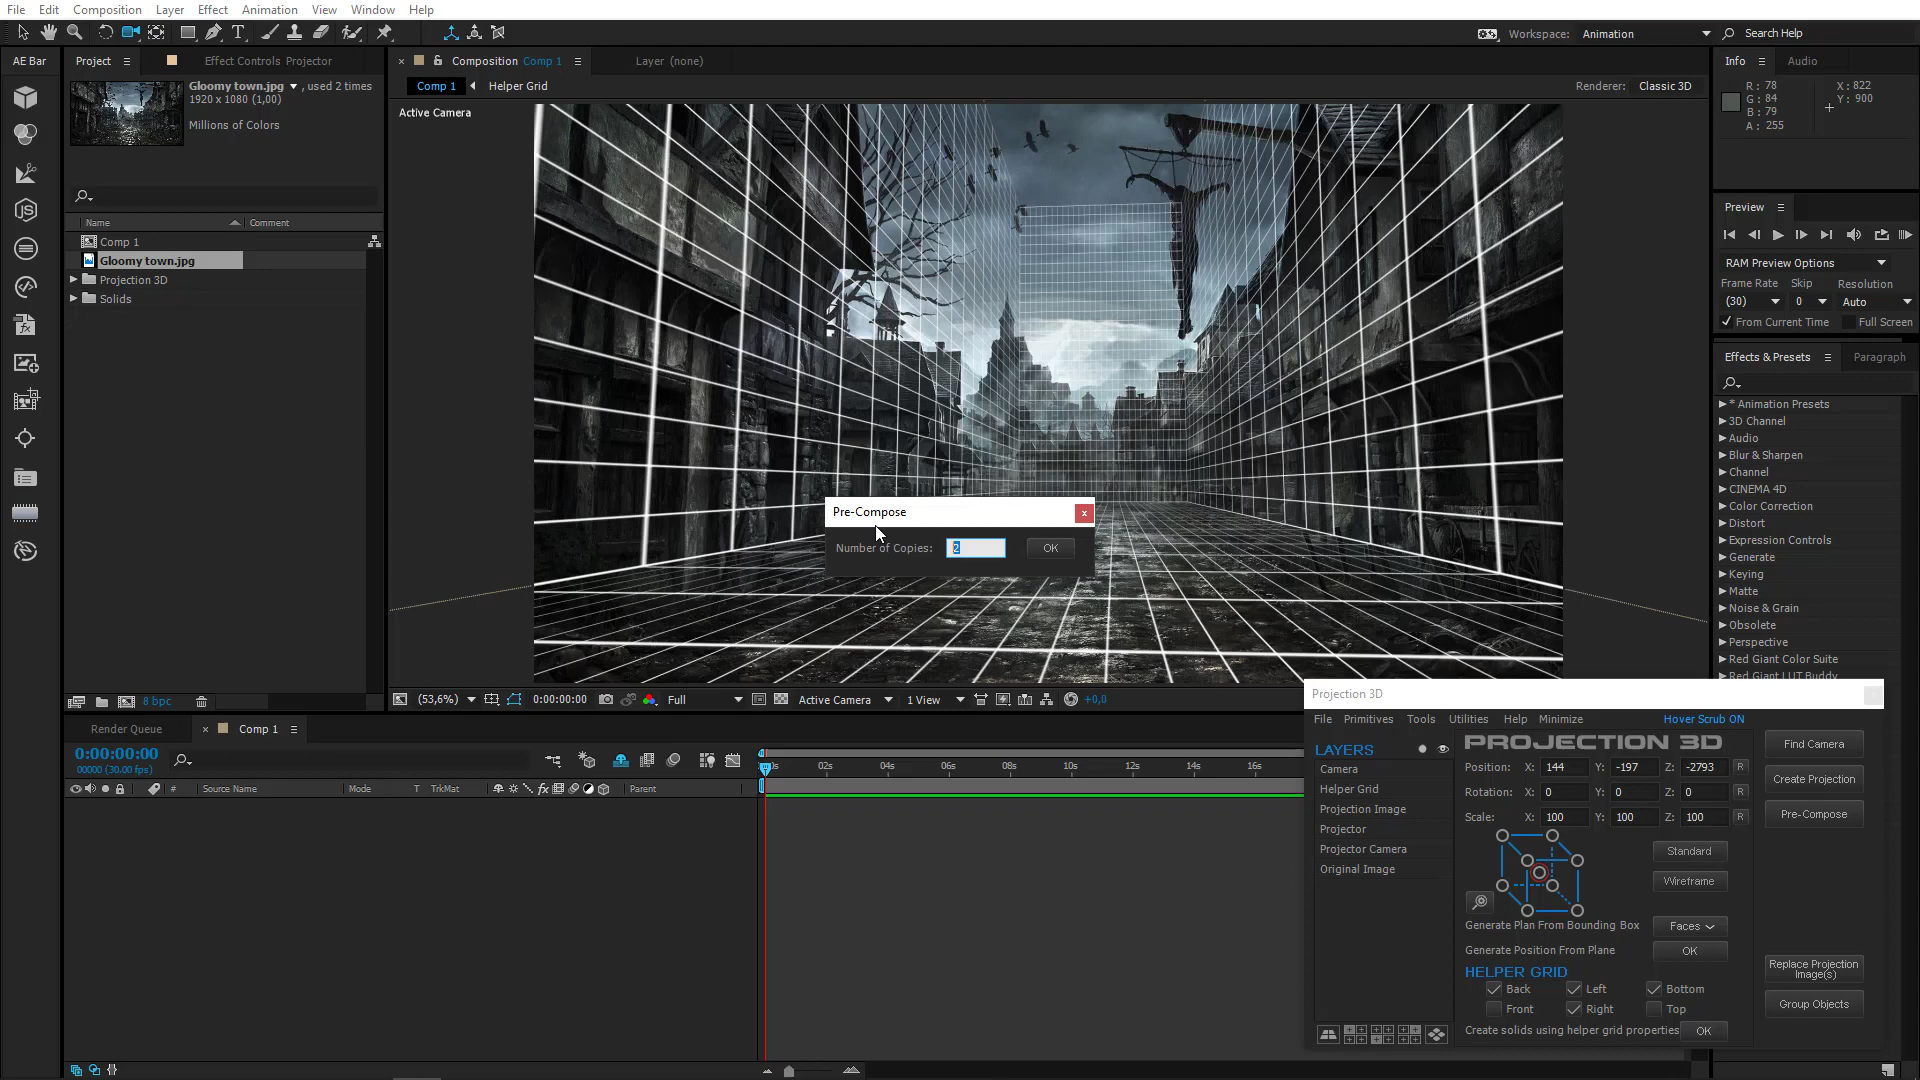 File Edit Composition Layer Effect Animation View Window Help
Workspace: Animation Search Help
AE Bar Project Effect Controls Projector Composition Comp 1 Layer (none) Info Audio
Gloomy town.jpg , used 2 times
1920 x 1080 (1,00)
Millions of Colors
Comp 1 Helper Grid Renderer: Classic 3D
Active Camera
R: 78 X: 822
G: 84 Y: 900
B: 79
A: 255
Name Comment
Comp 1
Gloomy town.jpg
Projection 3D
Solids
Preview
RAM Preview Options
Frame Rate Skip Resolution
(30) 0 Auto
From Current Time Full Screen
Effects & Presets Paragraph
* Animation Presets
3D Channel
Audio
Blur & Sharpen
Channel
CINEMA 4D
Color Correction
Distort
Expression Controls
Generate
Keying
Matte
Noise & Grain
Obsolete
Perspective
Red Giant Color Suite
Red Giant LUT Buddy
Pre-Compose x
Number of Copies: 2 OK
8 bpc
(53,6%) 0:00:00:00 Full Active Camera 1 View +0,0
Render Queue Comp 1
0:00:00:00
00000 (30.00 fps)
02s 04s 06s 08s 10s 12s 14s 16s
# Source Name Mode T TrkMat Parent
Projection 3D
File Primitives Tools Utilities Help Minimize Hover Scrub ON
LAYERS
Camera
Helper Grid
Projection Image
Projector
Projector Camera
Original Image
PROJECTION 3D
Position: X: 144 Y: -197 Z: -2793 R
Rotation: X: 0 Y: 0 Z: 0 R
Scale: X: 100 Y: 100 Z: 100 R
Standard
Wireframe
Generate Plan From Bounding Box Faces
Generate Position From Plane OK
HELPER GRID
Back Left Bottom
Front Right Top
Create solids using helper grid properties OK
Find Camera
Create Projection
Pre-Compose
Replace Projection
Image(s)
Group Objects